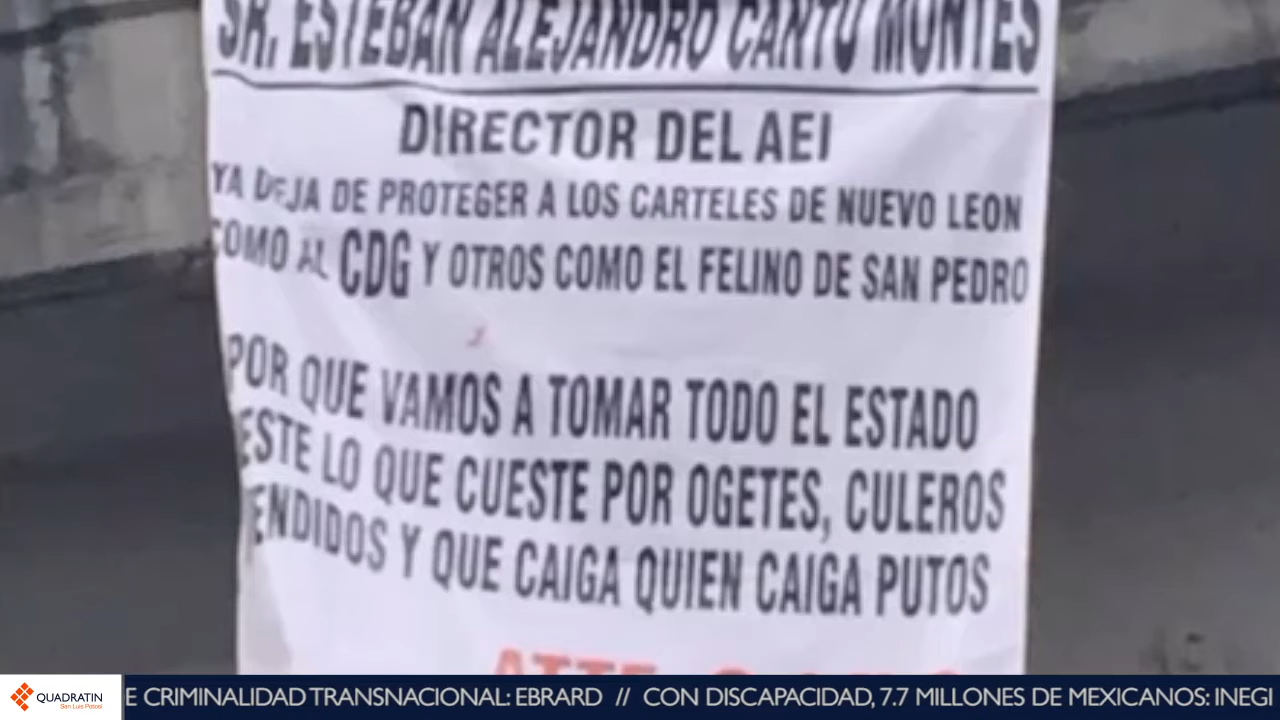 SR. ESTEBAN ALEJANDRO CANTU MONTES
DIRECTOR DEL AEI
YA DEJA DE PROTEGER A LOS CARTELES DE NUEVO LEON
COMO AL CDG Y OTROS COMO EL FELINO DE SAN PEDRO
POR QUE VAMOS A TOMAR TODO EL ESTADO
ESTE LO QUE CUESTE POR OGETES, CULEROS
ENDIDOS Y QUE CAIGA QUIEN CAIGA PUTOS
QUADRATIN
San Luis Potosí
E CRIMINALIDAD TRANSNACIONAL: EBRARD // CON DISCAPACIDAD, 7.7 MILLONES DE MEXICANOS: INEGI